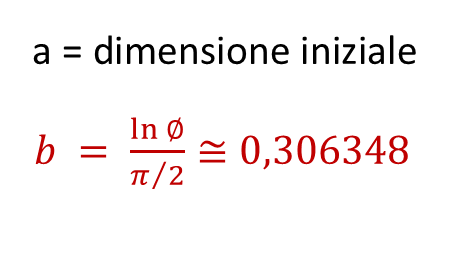 a = dimensione iniziale
b = ln ∅ / π/2 ≅ 0,306348